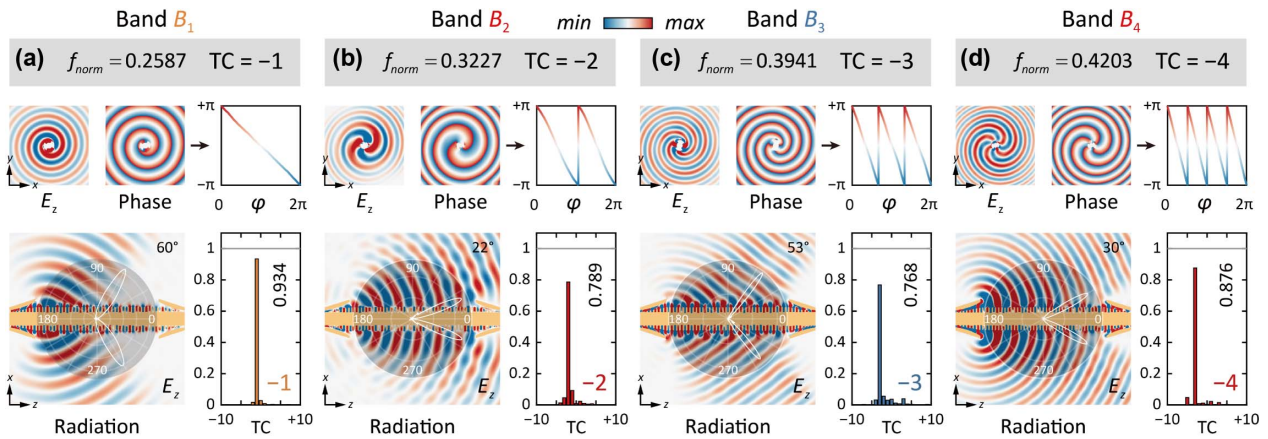 Band B1
Band B2
min max
Band B3
Band B4
(a) fnorm = 0.2587 TC = −1
(b) fnorm = 0.3227 TC = −2
(c) fnorm = 0.3941 TC = −3
(d) fnorm = 0.4203 TC = −4
y
x
Ez
Phase
+π
−π
0 φ 2π
y
x
Ez
Phase
+π
−π
0 φ 2π
y
x
Ez
Phase
+π
−π
0 φ 2π
y
x
Ez
Phase
+π
−π
0 φ 2π
60°
90
180
0
270
Ez
x
z
Radiation
1
0.8
0.6
0.4
0.2
0
0.934
−1
−10 TC +10
22°
90
180
0
270
Ez
x
z
Radiation
1
0.8
0.6
0.4
0.2
0
0.789
−2
−10 TC +10
53°
90
180
0
270
Ez
x
z
Radiation
1
0.8
0.6
0.4
0.2
0
0.768
−3
−10 TC +10
30°
90
180
0
270
Ez
x
z
Radiation
1
0.8
0.6
0.4
0.2
0
0.876
−4
−10 TC +10